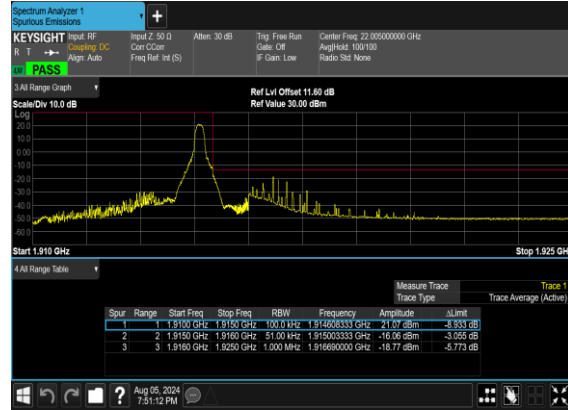 Spectrum Analyzer 1
Spurious Emissions
KEYSIGHT Input: RF Input Z: 50 Ω Atten: 30 dB Trig: Free Run Center Freq: 22.005000000 GHz
R T Coupling: DC Corr CCorr Gate: Off Avg|Hold: 100/100
Align: Auto Freq Ref: Int (S) IF Gain: Low Radio Std: None
PASS
3 All Range Graph
Ref Lvl Offset 11.60 dB
Scale/Div 10.0 dB Ref Value 30.00 dBm
Log
20.0
10.0
0.00
-10.0
-20.0
-30.0
-40.0
-50.0
-60.0
Start 1.910 GHz Stop 1.925 GH
4 All Range Table
Measure Trace Trace 1
Trace Type Trace Average (Active)
Spur Range Start Freq Stop Freq RBW Frequency Amplitude ΔLimit
1 1 1.9100 GHz 1.9150 GHz 100.0 kHz 1.914608333 GHz 21.07 dBm -8.933 dB
2 2 1.9150 GHz 1.9160 GHz 51.00 kHz 1.915003333 GHz -16.06 dBm -3.055 dB
3 3 1.9160 GHz 1.9250 GHz 1.000 MHz 1.916690000 GHz -18.77 dBm -5.773 dB
? Aug 05, 2024
7:51:12 PM